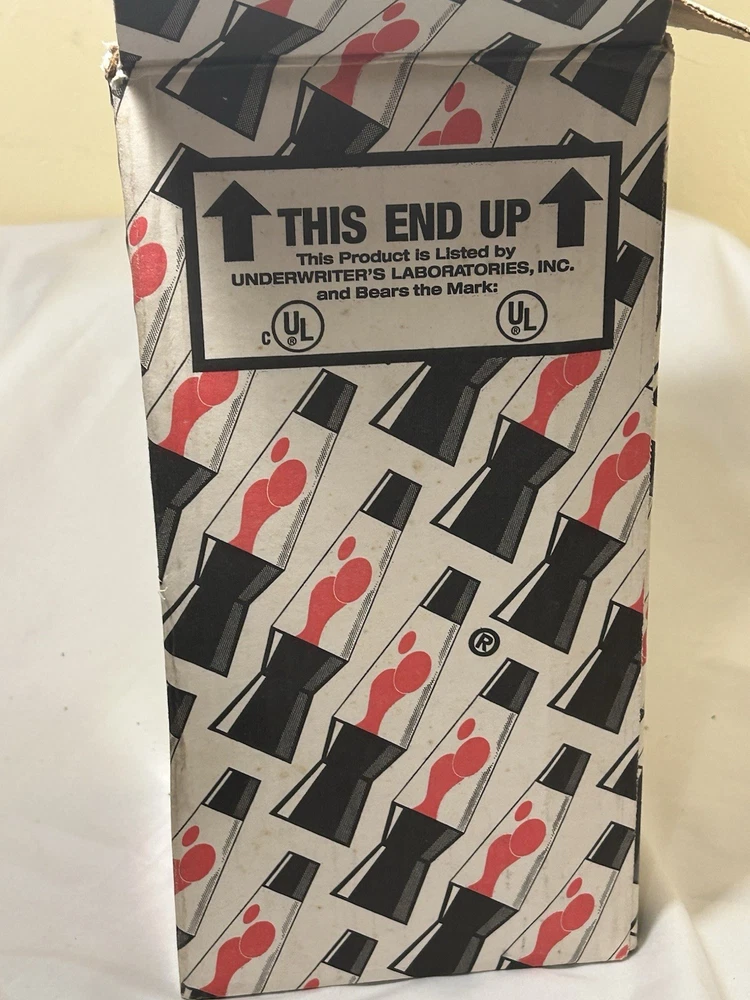 THIS END UP
This Product is Listed by
UNDERWRITER'S LABORATORIES, INC.
and Bears the Mark:
c UL ® UL ®
®